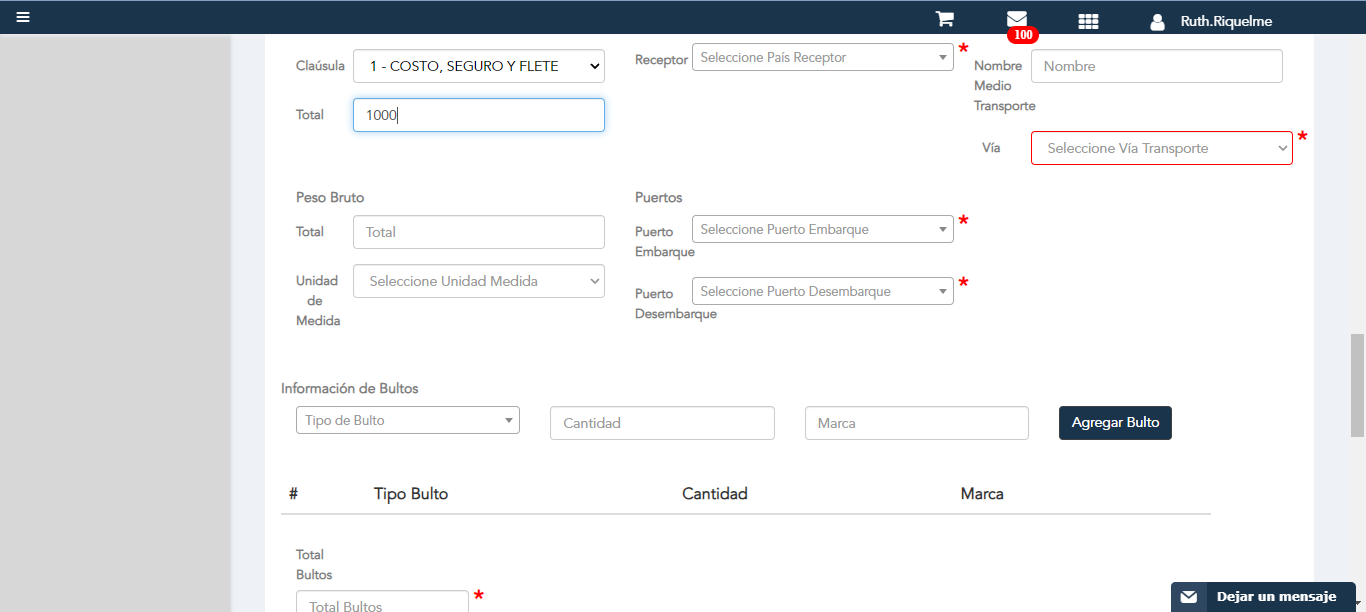 100
Ruth.Riquelme
Claúsula
1 - COSTO, SEGURO Y FLETE
Total
1000
Receptor
Seleccione País Receptor
*
Nombre
Medio
Transporte
Nombre
Vía
Seleccione Vía Transporte
*
Peso Bruto
Total
Total
Unidad
de
Medida
Seleccione Unidad Medida
Puertos
Puerto
Embarque
Seleccione Puerto Embarque
*
Puerto
Desembarque
Seleccione Puerto Desembarque
*
Información de Bultos
Tipo de Bulto
Cantidad
Marca
Agregar Bulto
# Tipo Bulto Cantidad Marca
Total
Bultos
Total Bultos
*
Dejar un mensaje